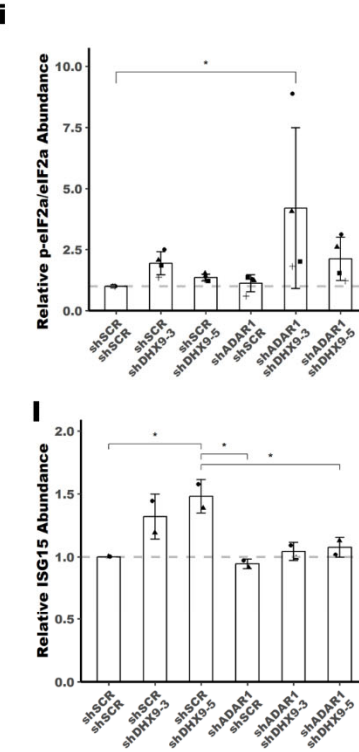 i
Relative p-eIF2a/eIF2a Abundance
10.0
7.5
5.0
2.5
0.0
*
shSCR
shSCR
shSCR
shDHX9-3
shSCR
shDHX9-5
shADAR1
shSCR
shADAR1
shDHX9-3
shADAR1
shDHX9-5
l
Relative ISG15 Abundance
2.0
1.5
1.0
0.5
0.0
*
*
*
shSCR
shSCR
shSCR
shDHX9-3
shSCR
shDHX9-5
shADAR1
shSCR
shADAR1
shDHX9-3
shADAR1
shDHX9-5